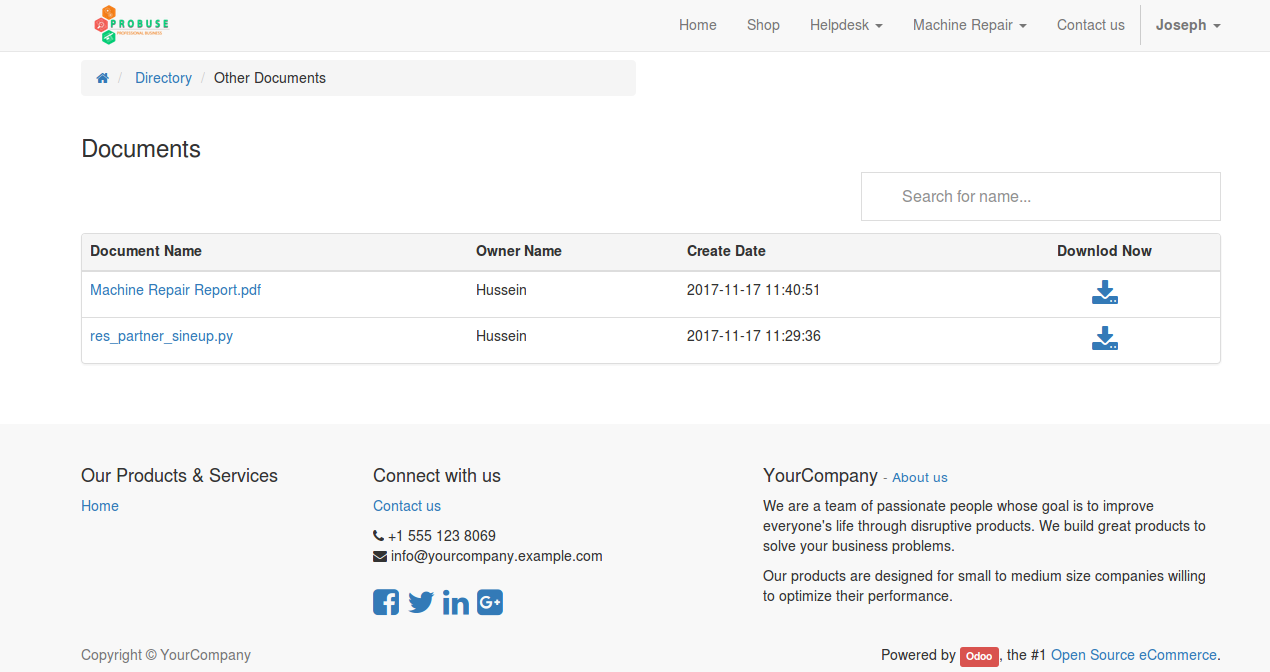 PROBUSE
PROFESSIONAL BUSINESS
Home Shop Helpdesk Machine Repair Contact us Joseph
/ Directory / Other Documents
Documents
Search for name...
Document Name Owner Name Create Date Downlod Now
Machine Repair Report.pdf Hussein 2017-11-17 11:40:51
res_partner_sineup.py Hussein 2017-11-17 11:29:36
Our Products & Services
Home
Connect with us
Contact us
+1 555 123 8069
info@yourcompany.example.com
YourCompany - About us
We are a team of passionate people whose goal is to improve
everyone's life through disruptive products. We build great products to
solve your business problems.
Our products are designed for small to medium size companies willing
to optimize their performance.
Copyright © YourCompany
Powered by Odoo, the #1 Open Source eCommerce.